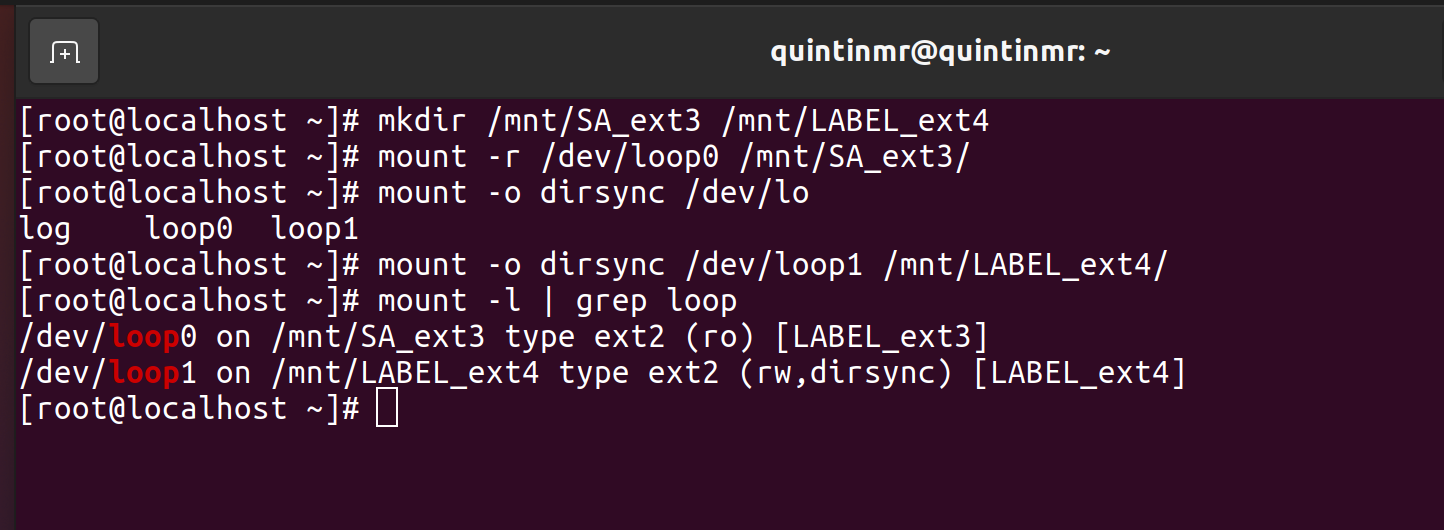 quintinmr@quintinmr: ~
[root@localhost ~]# mkdir /mnt/SA_ext3 /mnt/LABEL_ext4
[root@localhost ~]# mount -r /dev/loop0 /mnt/SA_ext3/
[root@localhost ~]# mount -o dirsync /dev/lo
log    loop0  loop1
[root@localhost ~]# mount -o dirsync /dev/loop1 /mnt/LABEL_ext4/
[root@localhost ~]# mount -l | grep loop
/dev/loop0 on /mnt/SA_ext3 type ext2 (ro) [LABEL_ext3]
/dev/loop1 on /mnt/LABEL_ext4 type ext2 (rw,dirsync) [LABEL_ext4]
[root@localhost ~]#